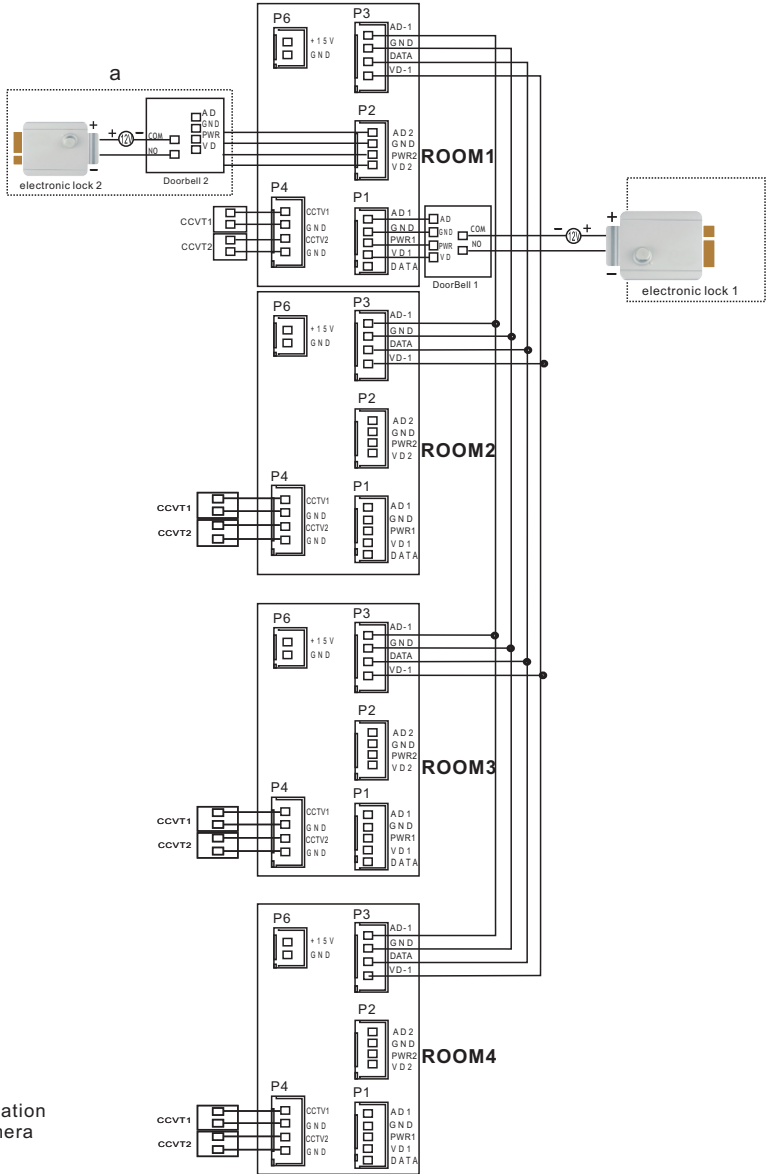 a
electronic lock 2
+
−
+ 12V −
COM
NO
AD
GND
PWR
VD
Doorbell 2
P6
+15V
GND
P3
AD-1
GND
DATA
VD-1
P2
AD2
GND
PWR2
VD2
ROOM1
P4
CCTV1
GND
CCTV2
GND
CCVT1
CCVT2
P1
AD1
GND
PWR1
VD1
DATA
AD
GND
PWR
VD
COM
NO
DoorBell 1
− 12V +
+
−
electronic lock 1
P6
+15V
GND
P3
AD-1
GND
DATA
VD-1
P2
AD2
GND
PWR2
VD2
ROOM2
P4
CCTV1
GND
CCTV2
GND
CCVT1
CCVT2
P1
AD1
GND
PWR1
VD1
DATA
P6
+15V
GND
P3
AD-1
GND
DATA
VD-1
P2
AD2
GND
PWR2
VD2
ROOM3
P4
CCTV1
GND
CCTV2
GND
CCVT1
CCVT2
P1
AD1
GND
PWR1
VD1
DATA
P6
+15V
GND
P3
AD-1
GND
DATA
VD-1
P2
AD2
GND
PWR2
VD2
ROOM4
P4
CCTV1
GND
CCTV2
GND
CCVT1
CCVT2
P1
AD1
GND
PWR1
VD1
DATA
ation
era